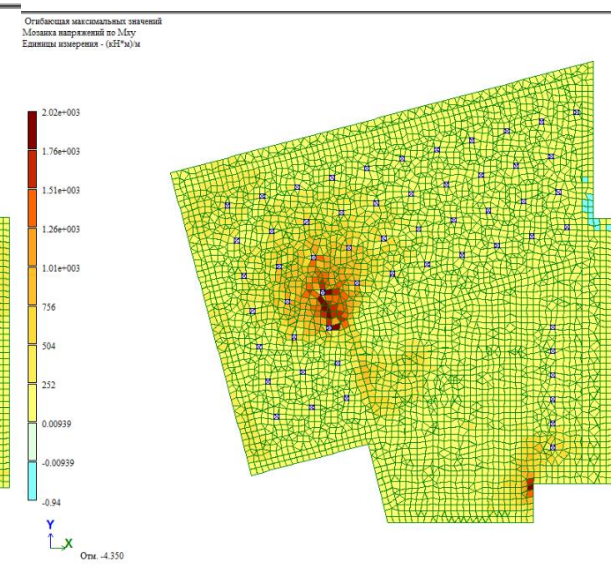 Огибающая максимальных значений
Мозаика напряжений по Mxy
Единицы измерения - (кН*м)/м
2.02e+003
1.76e+003
1.51e+003
1.26e+003
1.01e+003
756
504
252
0.00939
-0.00939
-0.94
Y
X
Отм. -4.350